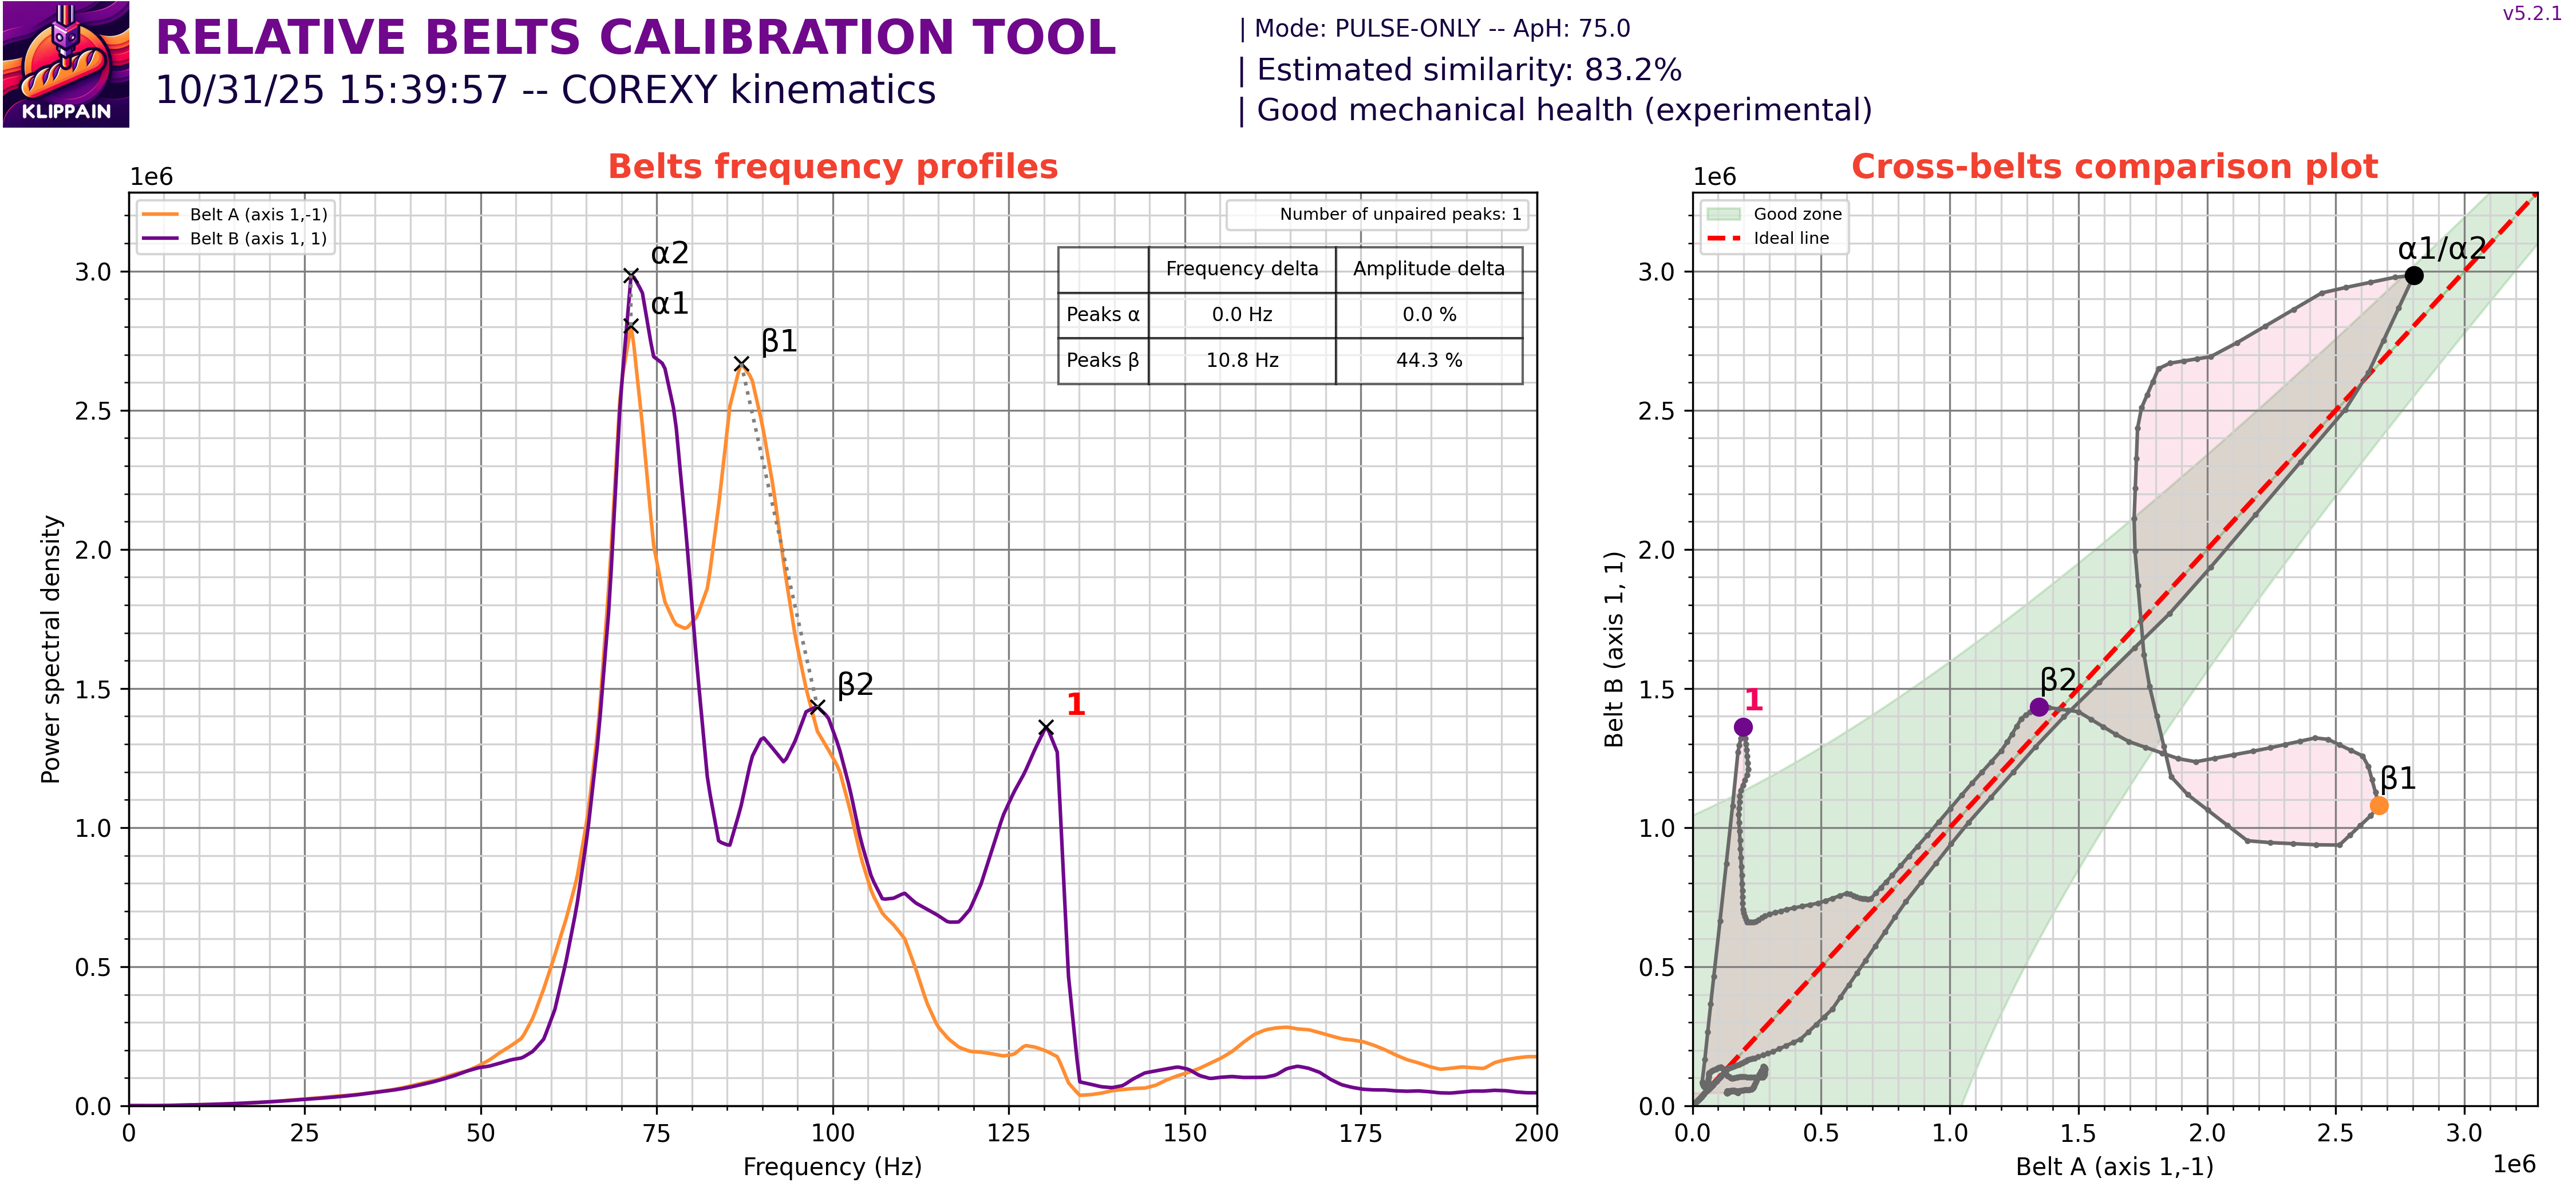 KLIPPAIN
RELATIVE BELTS CALIBRATION TOOL
10/31/25 15:39:57 -- COREXY kinematics
| Mode: PULSE-ONLY -- ApH: 75.0
| Estimated similarity: 83.2%
| Good mechanical health (experimental)
v5.2.1
Belts frequency profiles
1e6
Belt A (axis 1,-1)
Belt B (axis 1, 1)
Number of unpaired peaks: 1
Frequency delta Amplitude delta
Peaks α 0.0 Hz 0.0 %
Peaks β 10.8 Hz 44.3 %
α2
α1
β1
β2
1
3.0
2.5
2.0
1.5
1.0
0.5
0.0
Power spectral density
0 25 50 75 100 125 150 175 200
Frequency (Hz)
Cross-belts comparison plot
1e6
Good zone
Ideal line
α1/α2
β2
1
β1
3.0
2.5
2.0
1.5
1.0
0.5
0.0
Belt B (axis 1, 1)
0.0 0.5 1.0 1.5 2.0 2.5 3.0
Belt A (axis 1,-1)
1e6